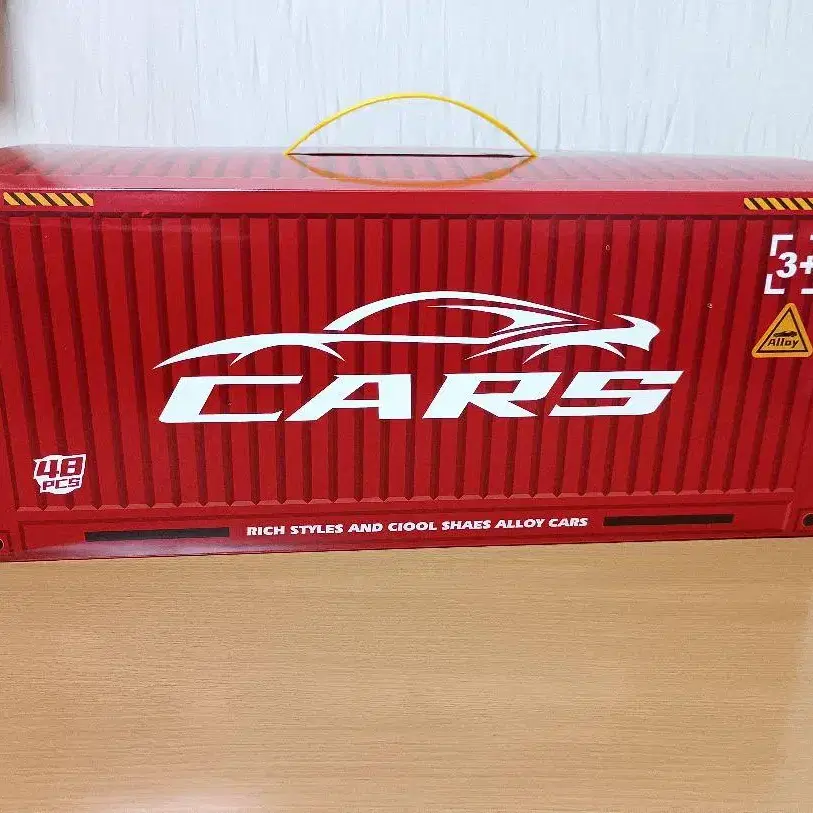 3+
Alloy
CARS
48
PCS
RICH STYLES AND CIOOL SHAES ALLOY CARS